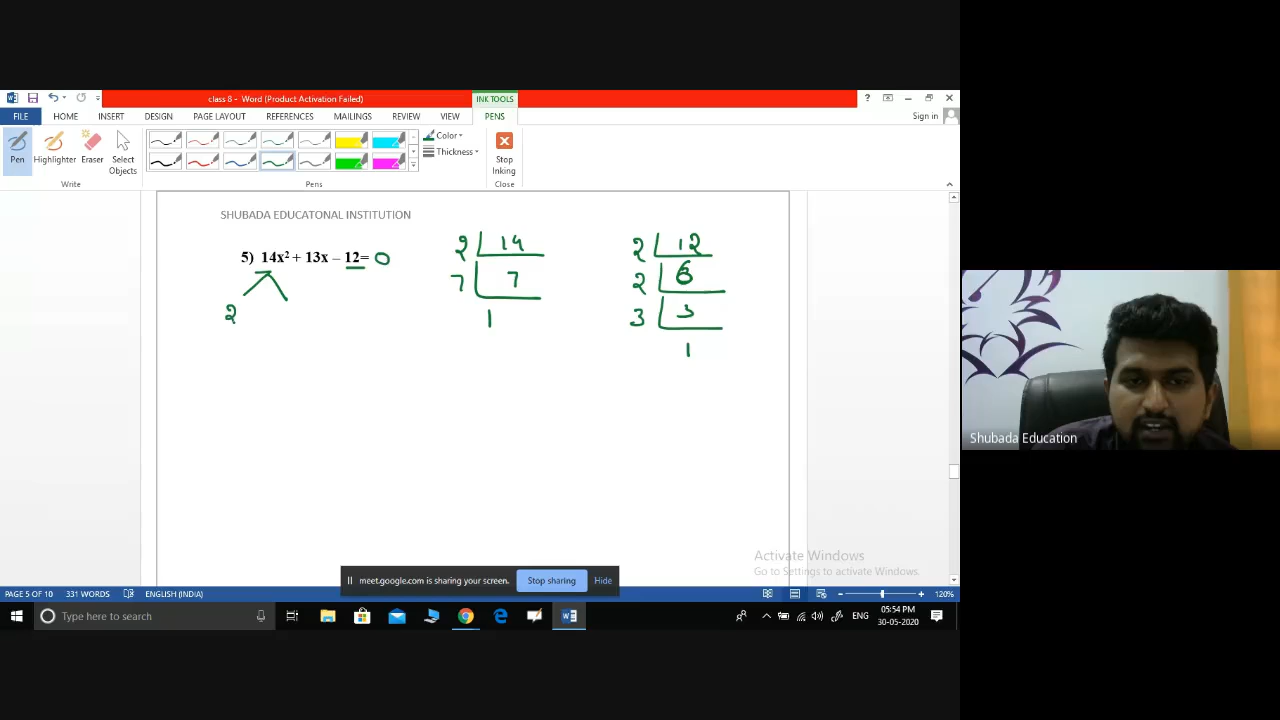 class 8 - Word (Product Activation Failed)
INK TOOLS
Sign in
FILE HOME INSERT DESIGN PAGE LAYOUT REFERENCES MAILINGS REVIEW VIEW PENS
Pen
Highlighter
Eraser
Select Objects
Color
Thickness
Stop Inking
Write
Pens
Close
SHUBADA EDUCATONAL INSTITUTION
5) 14x² + 13x – 12= 0
2
2 14
7 7
1
2 12
2 6
3 3
1
Shubada Education
Activate Windows
Go to Settings to activate Windows.
meet.google.com is sharing your screen. Stop sharing Hide
PAGE 5 OF 10 331 WORDS ENGLISH (INDIA) 120%
Type here to search
ENG
05:54 PM
30-05-2020